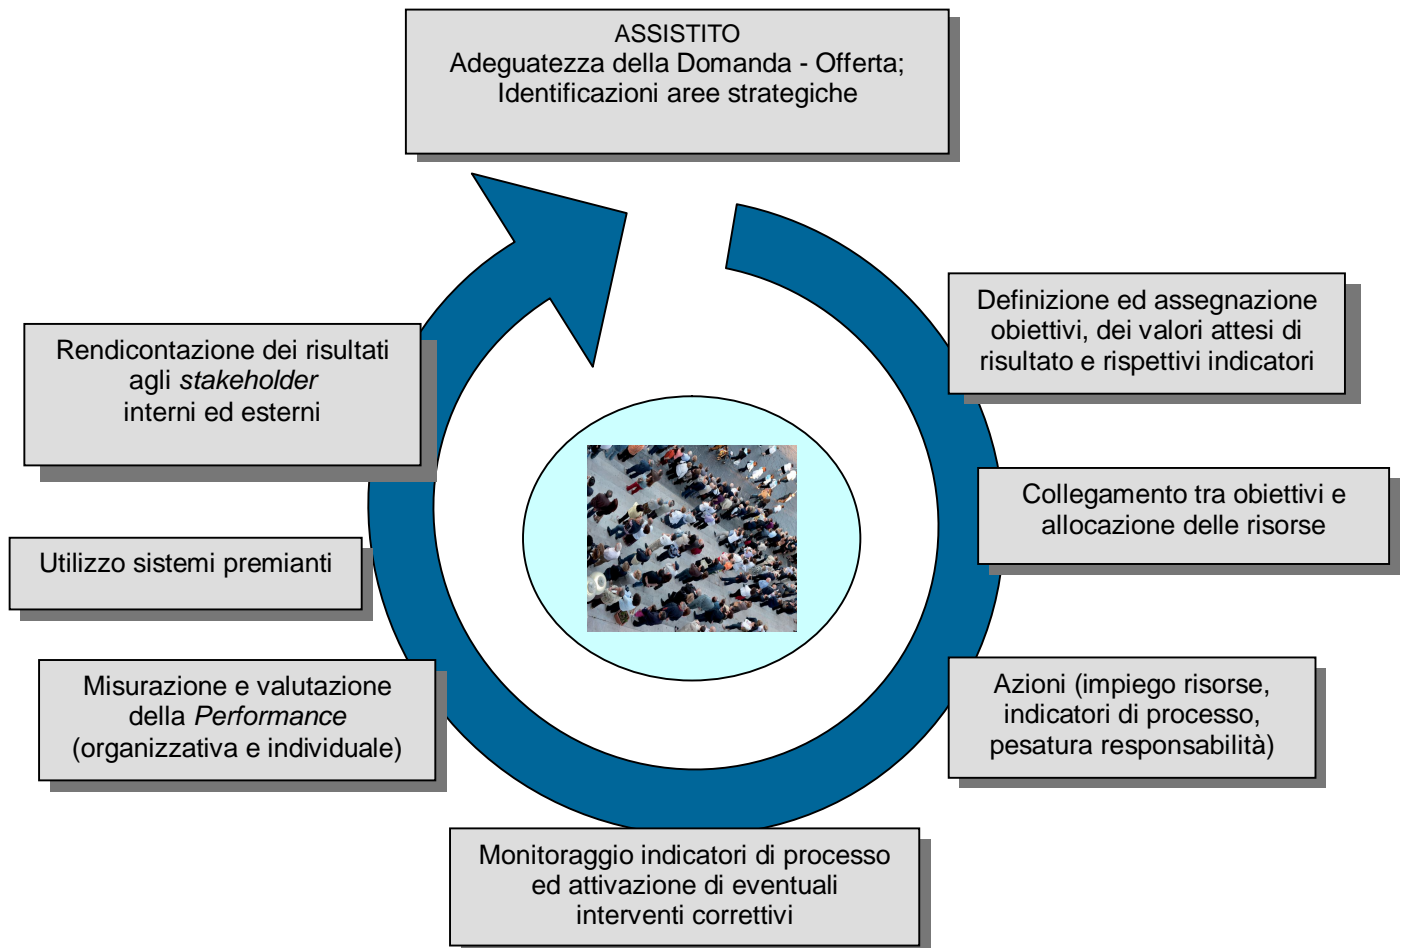 ASSISTITO
Adeguatezza della Domanda - Offerta;
Identificazioni aree strategiche
Definizione ed assegnazione
obiettivi, dei valori attesi di
risultato e rispettivi indicatori
Collegamento tra obiettivi e
allocazione delle risorse
Azioni (impiego risorse,
indicatori di processo,
pesatura responsabilità)
Monitoraggio indicatori di processo
ed attivazione di eventuali
interventi correttivi
Misurazione e valutazione
della Performance
(organizzativa e individuale)
Utilizzo sistemi premianti
Rendicontazione dei risultati
agli stakeholder
interni ed esterni